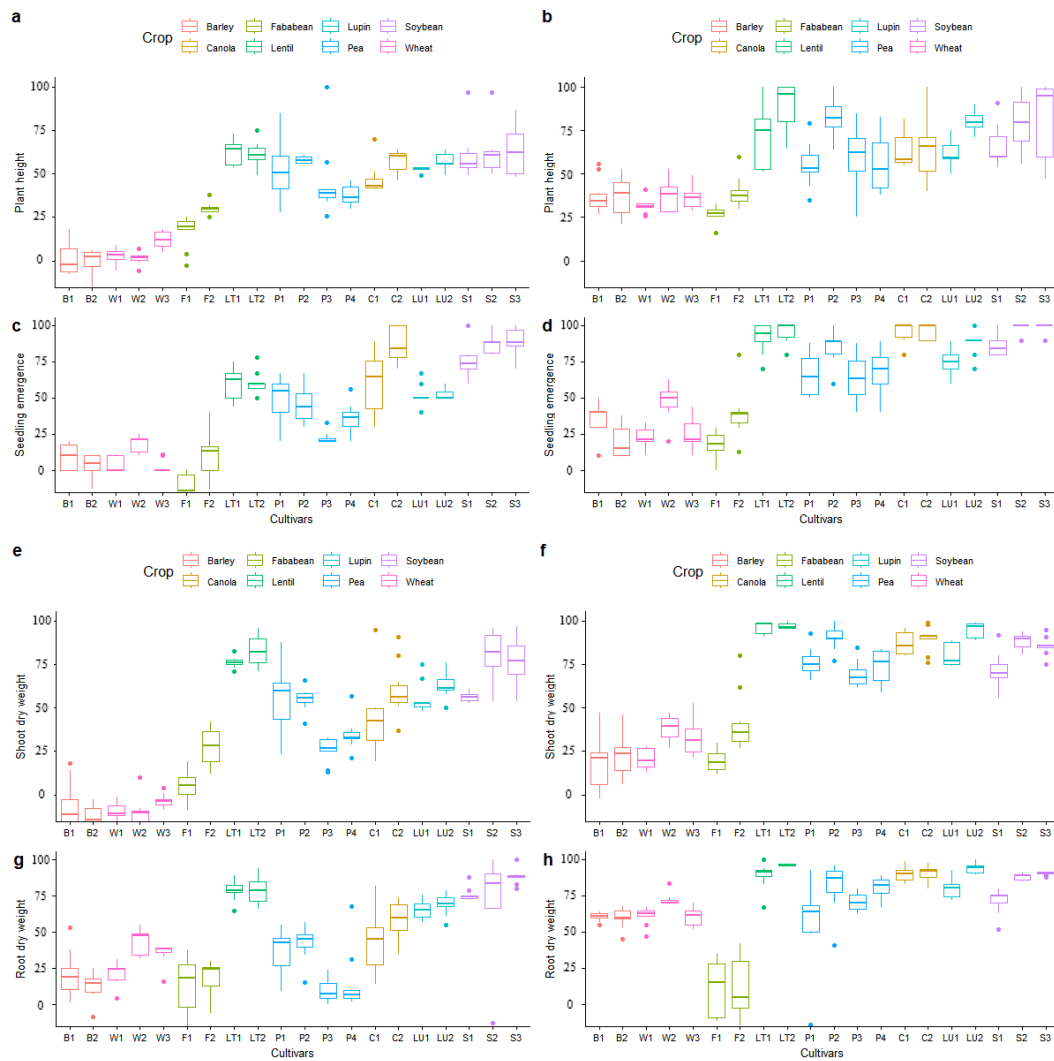 a
Crop
Barley Fababean Lupin Soybean
Canola Lentil Pea Wheat
Plant height
100
75
50
25
0
B1 B2 W1 W2 W3 F1 F2 LT1 LT2 P1 P2 P3 P4 C1 C2 LU1 LU2 S1 S2 S3
b
Crop
Barley Fababean Lupin Soybean
Canola Lentil Pea Wheat
Plant height
100
75
50
25
0
B1 B2 W1 W2 W3 F1 F2 LT1 LT2 P1 P2 P3 P4 C1 C2 LU1 LU2 S1 S2 S3
c
Seedling emergence
100
75
50
25
0
B1 B2 W1 W2 W3 F1 F2 LT1 LT2 P1 P2 P3 P4 C1 C2 LU1 LU2 S1 S2 S3
Cultivars
d
Seedling emergence
100
75
50
25
0
B1 B2 W1 W2 W3 F1 F2 LT1 LT2 P1 P2 P3 P4 C1 C2 LU1 LU2 S1 S2 S3
Cultivars
e
Crop
Barley Fababean Lupin Soybean
Canola Lentil Pea Wheat
Shoot dry weight
100
75
50
25
0
B1 B2 W1 W2 W3 F1 F2 LT1 LT2 P1 P2 P3 P4 C1 C2 LU1 LU2 S1 S2 S3
f
Crop
Barley Fababean Lupin Soybean
Canola Lentil Pea Wheat
Shoot dry weight
100
75
50
25
0
B1 B2 W1 W2 W3 F1 F2 LT1 LT2 P1 P2 P3 P4 C1 C2 LU1 LU2 S1 S2 S3
g
Root dry weight
100
75
50
25
0
B1 B2 W1 W2 W3 F1 F2 LT1 LT2 P1 P2 P3 P4 C1 C2 LU1 LU2 S1 S2 S3
Cultivars
h
Root dry weight
100
75
50
25
0
B1 B2 W1 W2 W3 F1 F2 LT1 LT2 P1 P2 P3 P4 C1 C2 LU1 LU2 S1 S2 S3
Cultivars